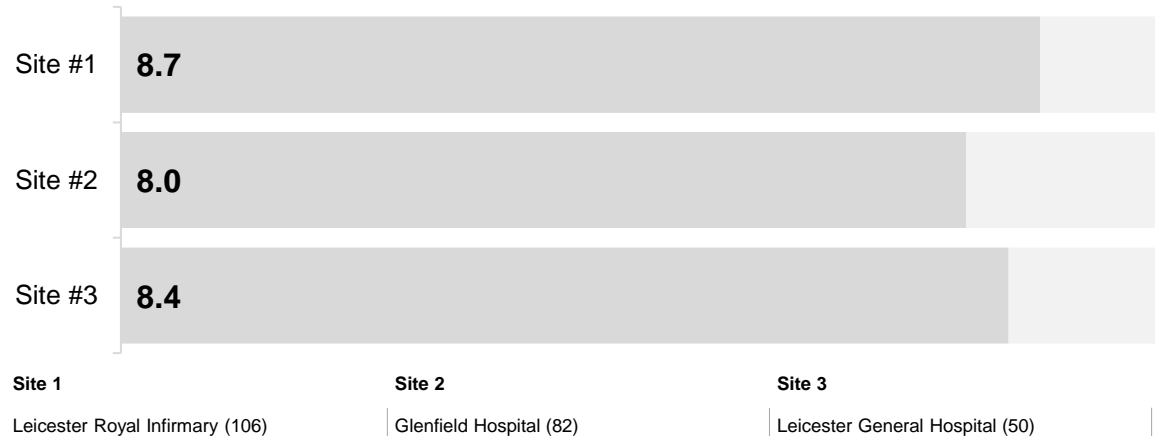 Site #1 8.7
Site #2 8.0
Site #3 8.4
Site 1 Site 2 Site 3
Leicester Royal Infirmary (106) Glenfield Hospital (82) Leicester General Hospital (50)